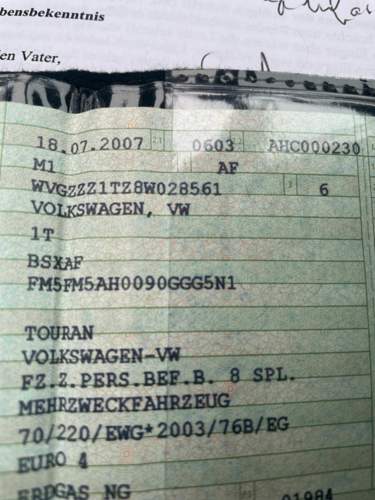 bensbekenntnis
en Vater,
18.07.2007 0603 AHC000230
M1 AF
WVGZZZ1TZ8W028561 6
VOLKSWAGEN, VW
1T
BSXAF
FM5FM5AH0090GGG5N1
TOURAN
VOLKSWAGEN-VW
FZ.Z.PERS.BEF.B. 8 SPL.
MEHRZWECKFAHRZEUG
70/220/EWG*2003/76B/EG
EURO 4
ERDGAS NG 01984